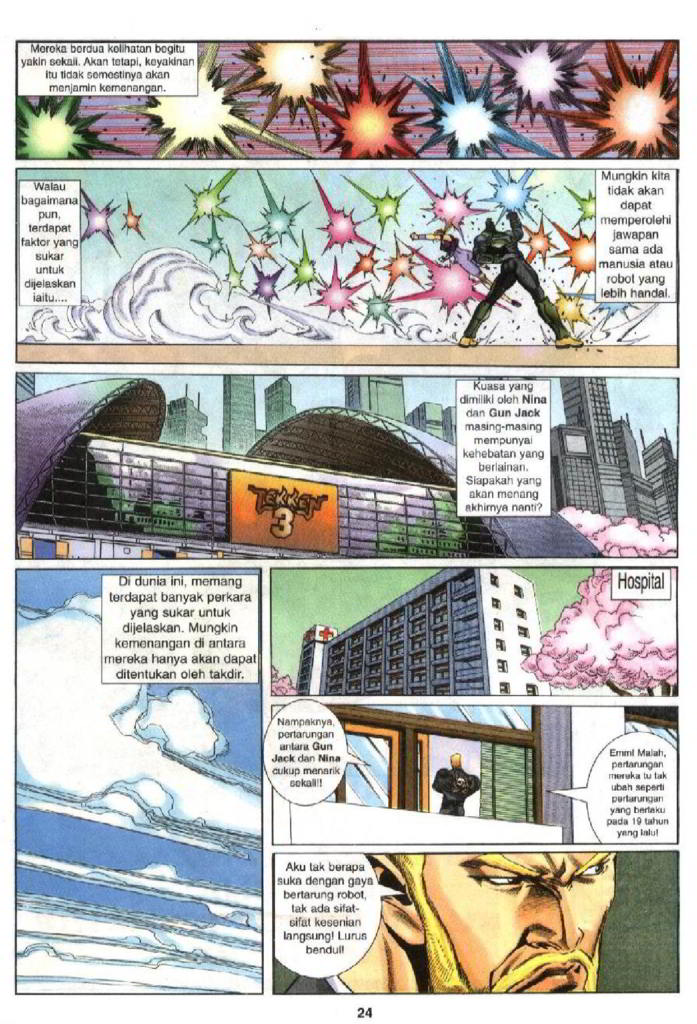 Mereka berdua kelihatan begitu
yakin sekali. Akan tetapi, keyakinan
itu tidak semestinya akan
menjamin kemenangan.
Walau
bagaimana
pun,
terdapat
faktor yang
sukar
untuk
dijelaskan
iaitu....
Mungkin kita
tidak akan
dapat
memperolehi
jawapan
sama ada
manusia atau
robot yang
lebih handal.
Kuasa yang
dimiliki oleh Nina
dan Gun Jack
masing-masing
mempunyai
kehebatan yang
berlainan.
Siapakah yang
akan menang
akhirnya nanti?
TEKKEN
3
Di dunia ini, memang
terdapat banyak perkara
yang sukar untuk
dijelaskan. Mungkin
kemenangan di antara
mereka hanya akan dapat
ditentukan oleh takdir.
Hospital
Nampaknya,
pertarungan
antara Gun
Jack dan Nina
cukup menarik
sekali!!
Emm! Malah,
pertarungan
mereka tu tak
ubah seperti
pertarungan
yang berlaku
pada 19 tahun
yang lalu!
Aku tak berapa
suka dengan gaya
bertarung robot,
tak ada sifat-
sifat kesenian
langsung! Lurus
bendul!
24